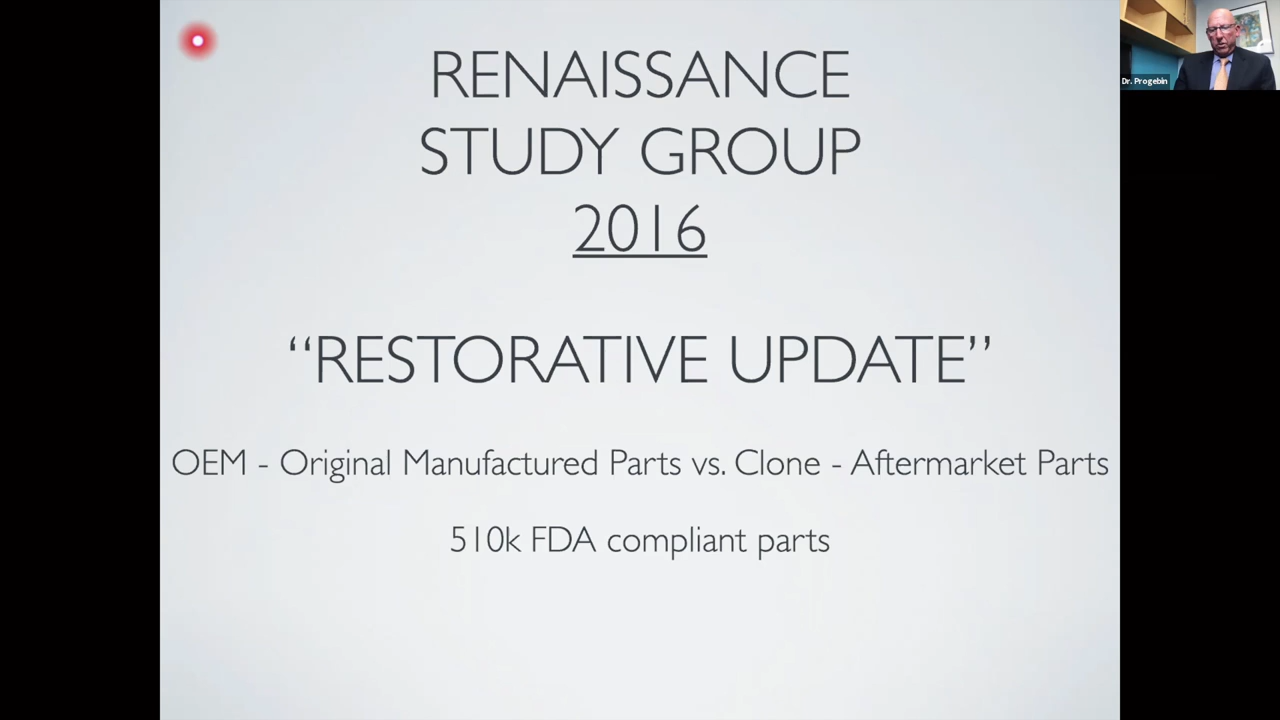 RENAISSANCE
STUDY GROUP
2016
“RESTORATIVE UPDATE”
OEM - Original Manufactured Parts vs. Clone - Aftermarket Parts
510k FDA compliant parts
Dr. Progebin